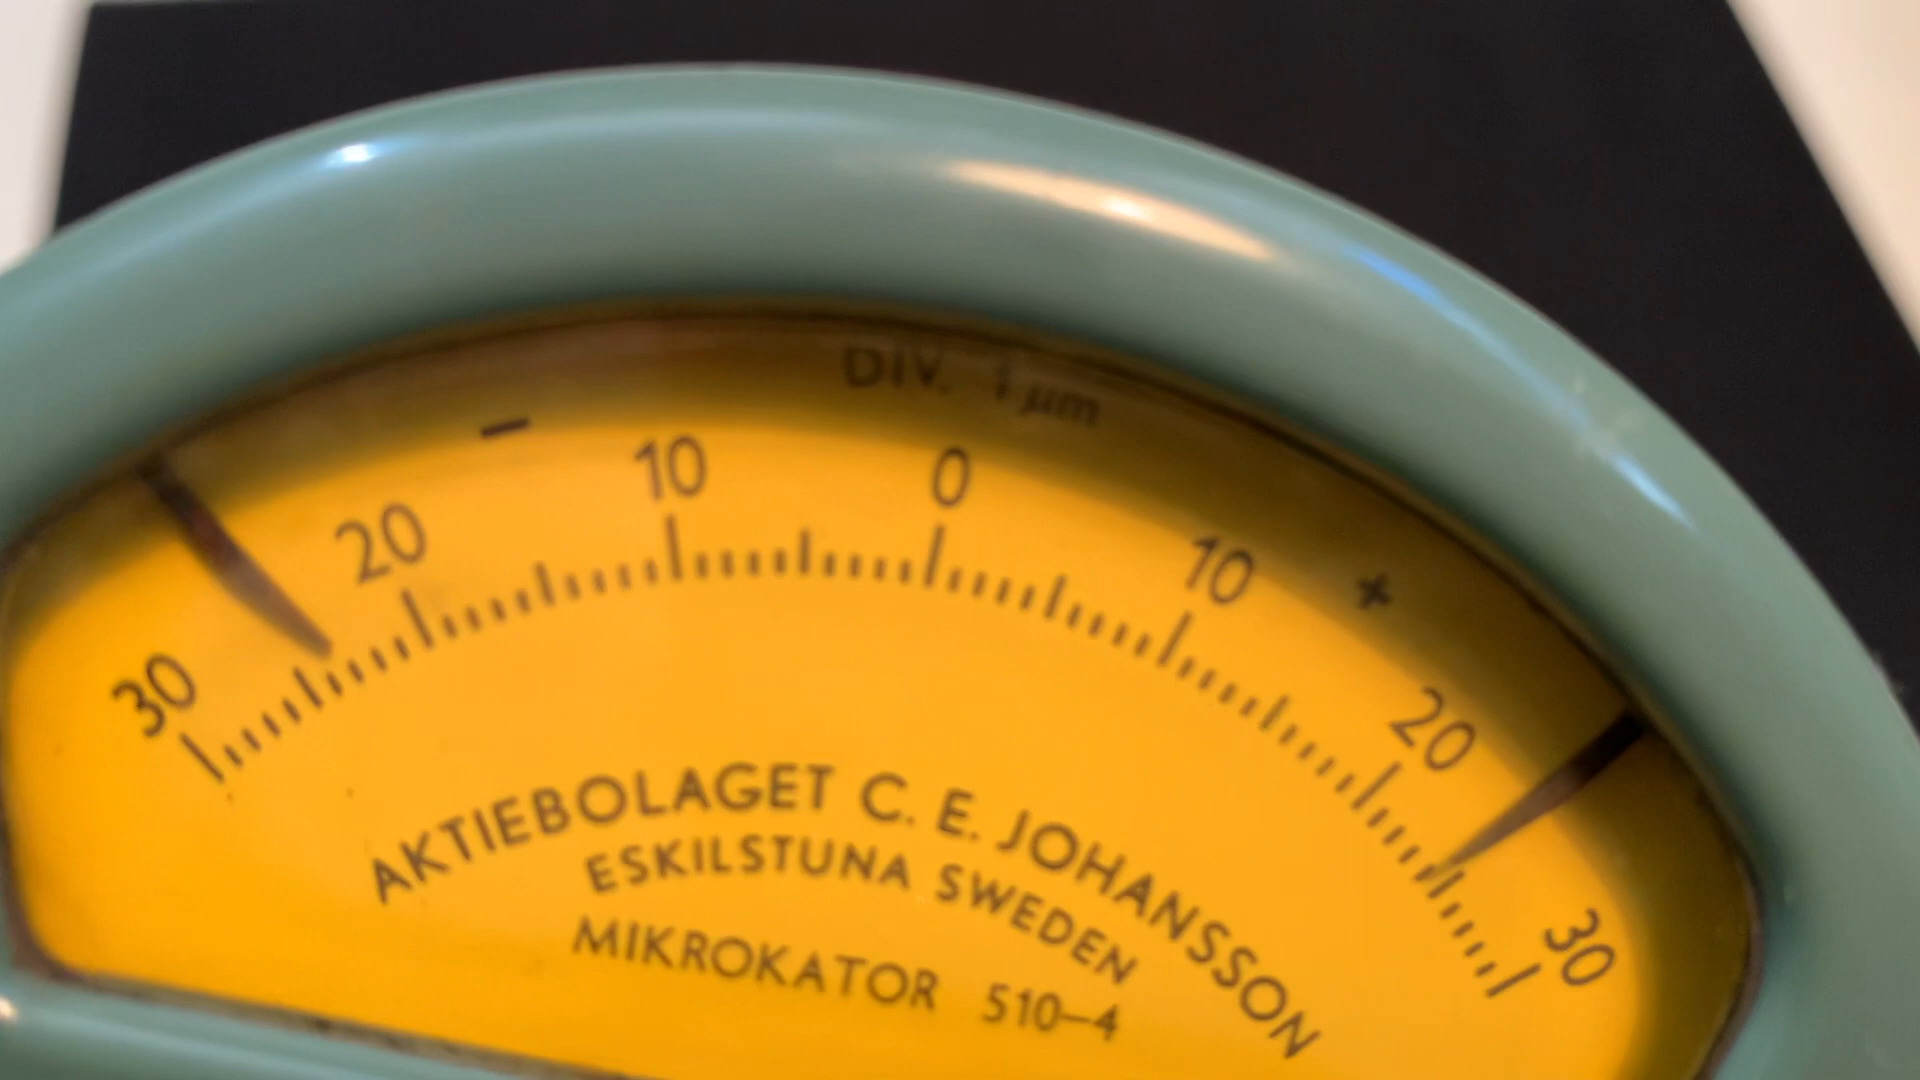 DIV. 1 µm
− +
30 20 10 0 10 20 30
AKTIEBOLAGET C. E. JOHANSSON
ESKILSTUNA SWEDEN
MIKROKATOR 510–4